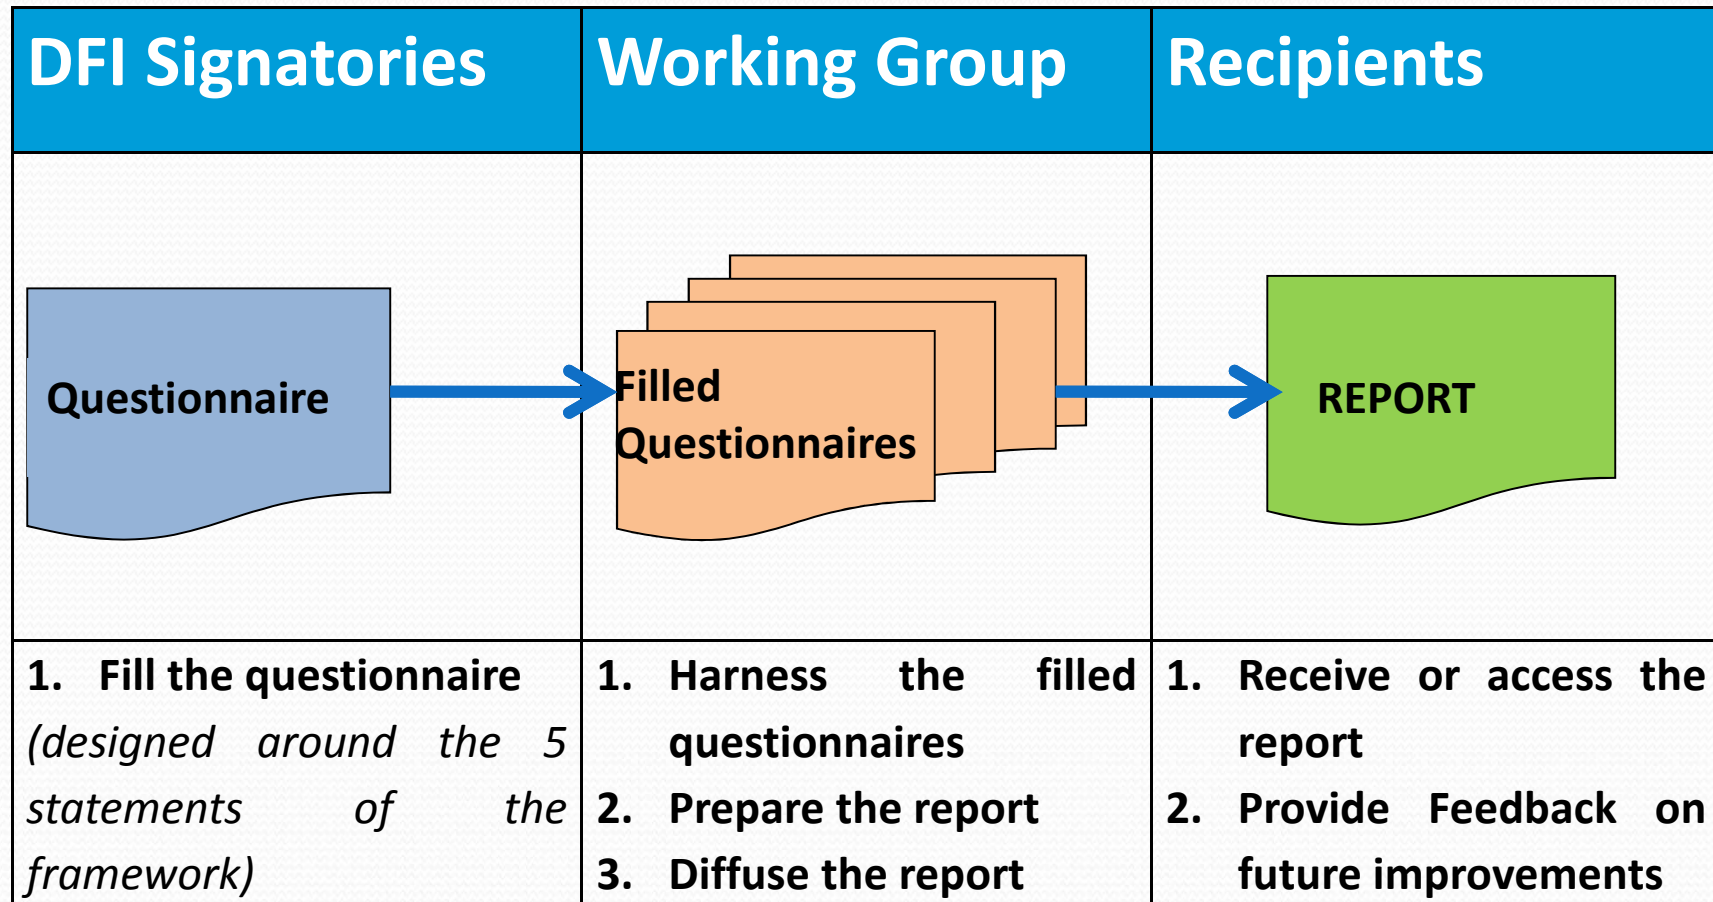 DFI Signatories
Working Group
Recipients
Questionnaire
Filled
Questionnaires
REPORT
1. Fill the questionnaire
(designed around the 5
statements of the
framework)
1. Harness the filled
questionnaires
2. Prepare the report
3. Diffuse the report
1. Receive or access the
report
2. Provide Feedback on
future improvements